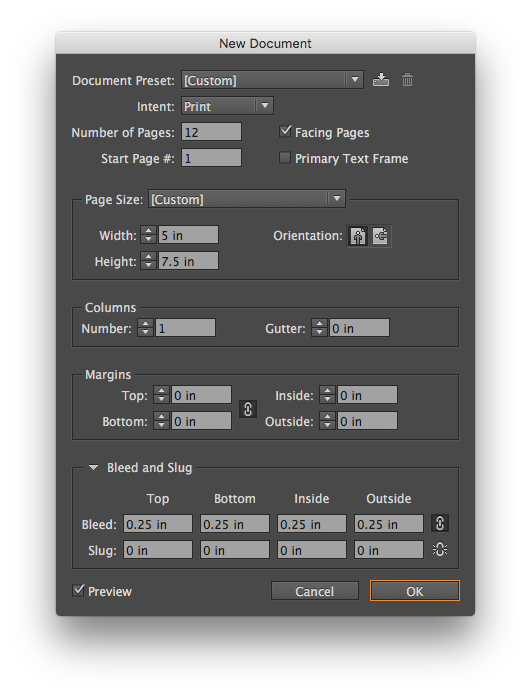 New Document
Document Preset: [Custom]
Intent: Print
Number of Pages: 12 Facing Pages
Start Page #: 1 Primary Text Frame
Page Size: [Custom]
Width: 5 in Orientation:
Height: 7.5 in
Columns
Number: 1 Gutter: 0 in
Margins
Top: 0 in Inside: 0 in
Bottom: 0 in Outside: 0 in
Bleed and Slug
Top Bottom Inside Outside
Bleed: 0.25 in 0.25 in 0.25 in 0.25 in
Slug: 0 in 0 in 0 in 0 in
Preview Cancel OK